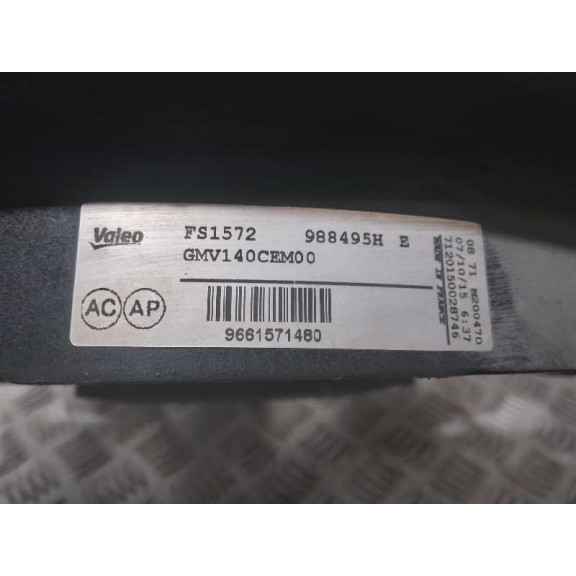 Valeo
FS1572 988495H E
GMV140CEM00
AC AP
9661571480
08 71 M200470
07/10/15 6:37
7120150028746
MADE IN FRANCE